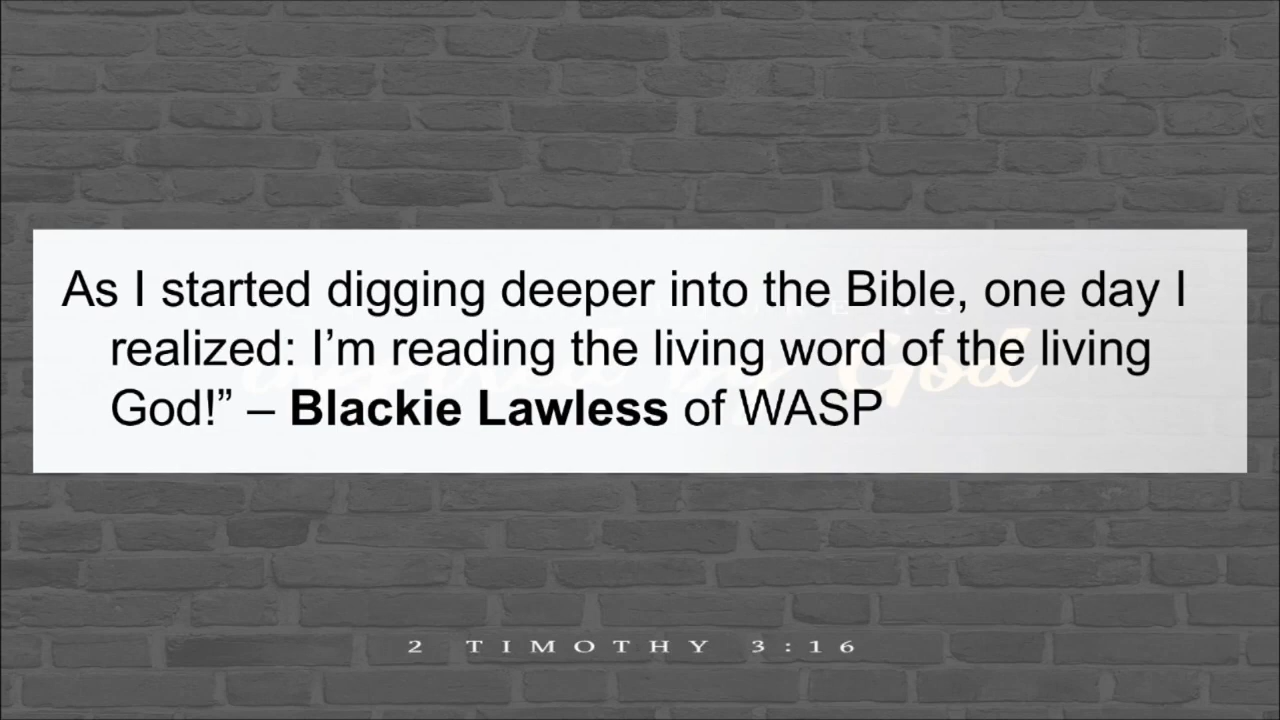 As I started digging deeper into the Bible, one day I
realized: I’m reading the living word of the living
God!” – Blackie Lawless of WASP
God
2 TIMOTHY 3:16